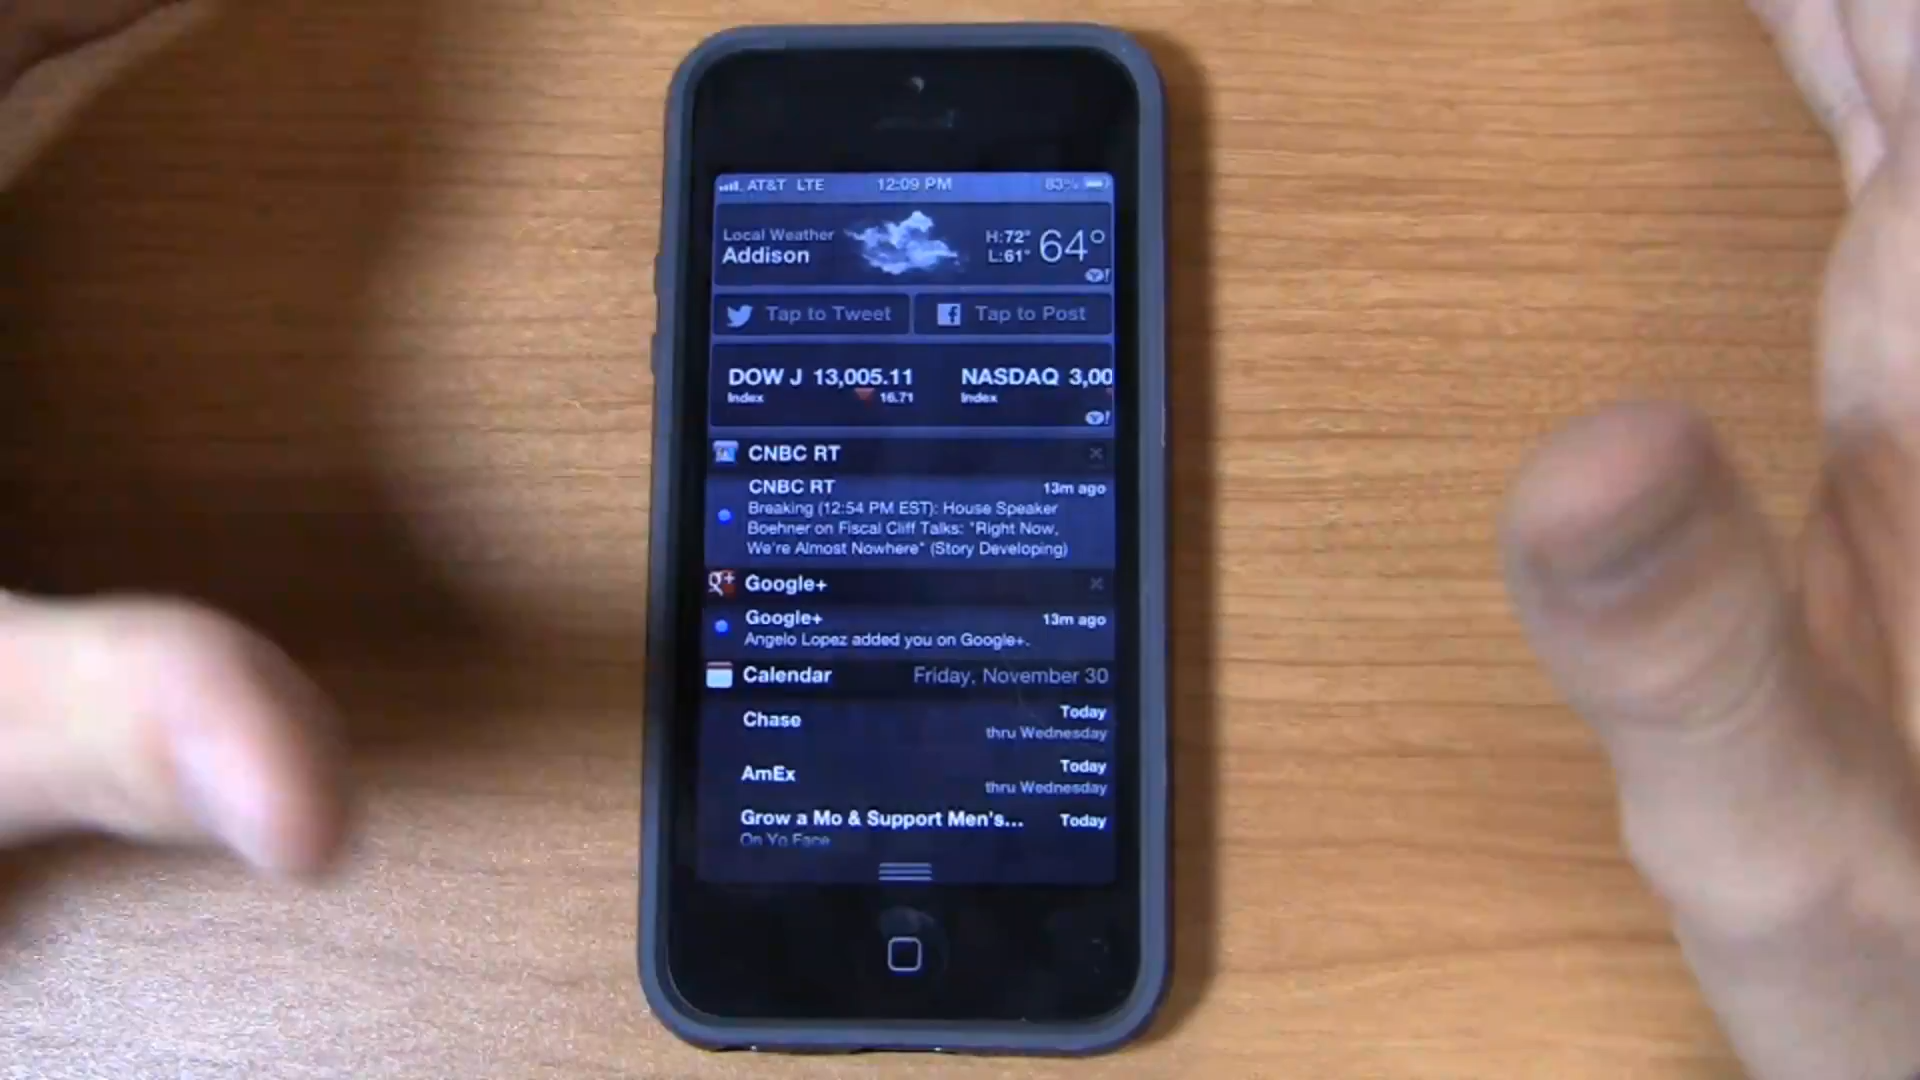 AT&T LTE 12:09 PM 83%
Local Weather
Addison
H:72°
L:61°
64°
Tap to Tweet Tap to Post
DOW J 13,005.11 NASDAQ 3,00
Index 16.71 Index
CNBC RT
CNBC RT 13m ago
Breaking (12:54 PM EST): House Speaker
Boehner on Fiscal Cliff Talks: "Right Now,
We're Almost Nowhere" (Story Developing)
Google+
Google+ 13m ago
Angelo Lopez added you on Google+.
Calendar Friday, November 30
Chase Today
thru Wednesday
AmEx Today
thru Wednesday
Grow a Mo & Support Men's... Today
On Yo Face